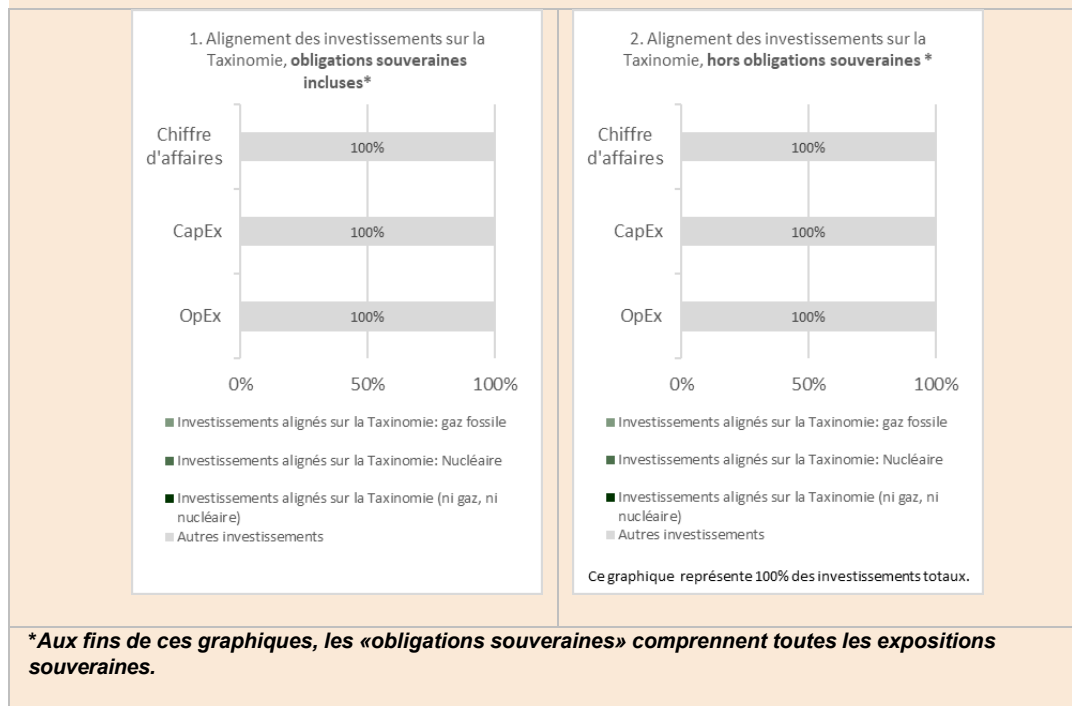 1. Alignement des investissements sur la
Taxinomie, obligations souveraines
incluses*
Chiffre
d'affaires
100%
CapEx
100%
OpEx
100%
0%
50%
100%
Investissements alignés sur la Taxinomie: gaz fossile
Investissements alignés sur la Taxinomie: Nucléaire
Investissements alignés sur la Taxinomie (ni gaz, ni
nucléaire)
Autres investissements
2. Alignement des investissements sur la
Taxinomie, hors obligations souveraines *
Chiffre
d'affaires
100%
CapEx
100%
OpEx
100%
0%
50%
100%
Investissements alignés sur la Taxinomie: gaz fossile
Investissements alignés sur la Taxinomie: Nucléaire
Investissements alignés sur la Taxinomie (ni gaz, ni
nucléaire)
Autres investissements
Ce graphique représente 100% des investissements totaux.
*Aux fins de ces graphiques, les «obligations souveraines» comprennent toutes les expositions
souveraines.